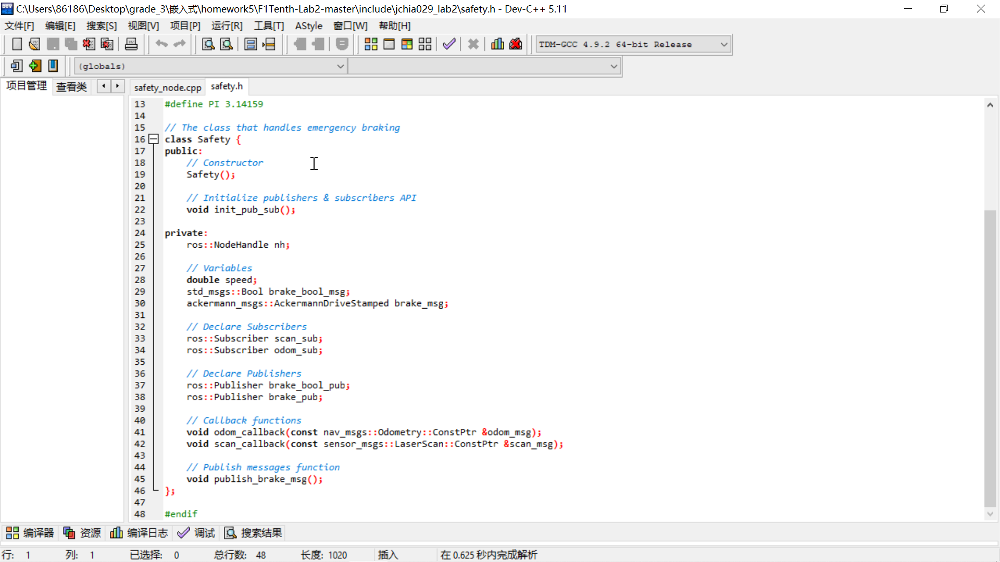 C:\Users\86186\Desktop\grade_3\嵌入式\homework5\F1Tenth-Lab2-master\include\jchia029_lab2\safety.h - Dev-C++ 5.11
文件[F] 编辑[E] 搜索[S] 视图[V] 项目[P] 运行[R] 工具[T] AStyle 窗口[W] 帮助[H]
TDM-GCC 4.9.2 64-bit Release
(globals)
项目管理 查看类 safety_node.cpp safety.h
13 #define PI 3.14159
14
15 // The class that handles emergency braking
16 class Safety {
17 public:
18 // Constructor
19 Safety();
20
21 // Initialize publishers & subscribers API
22 void init_pub_sub();
23
24 private:
25 ros::NodeHandle nh;
26
27 // Variables
28 double speed;
29 std_msgs::Bool brake_bool_msg;
30 ackermann_msgs::AckermannDriveStamped brake_msg;
31
32 // Declare Subscribers
33 ros::Subscriber scan_sub;
34 ros::Subscriber odom_sub;
35
36 // Declare Publishers
37 ros::Publisher brake_bool_pub;
38 ros::Publisher brake_pub;
39
40 // Callback functions
41 void odom_callback(const nav_msgs::Odometry::ConstPtr &odom_msg);
42 void scan_callback(const sensor_msgs::LaserScan::ConstPtr &scan_msg);
43
44 // Publish messages function
45 void publish_brake_msg();
46 };
47
48 #endif
编译器 资源 编译日志 调试 搜索结果
行: 1 列: 1 已选择: 0 总行数: 48 长度: 1020 插入 在 0.625 秒内完成解析